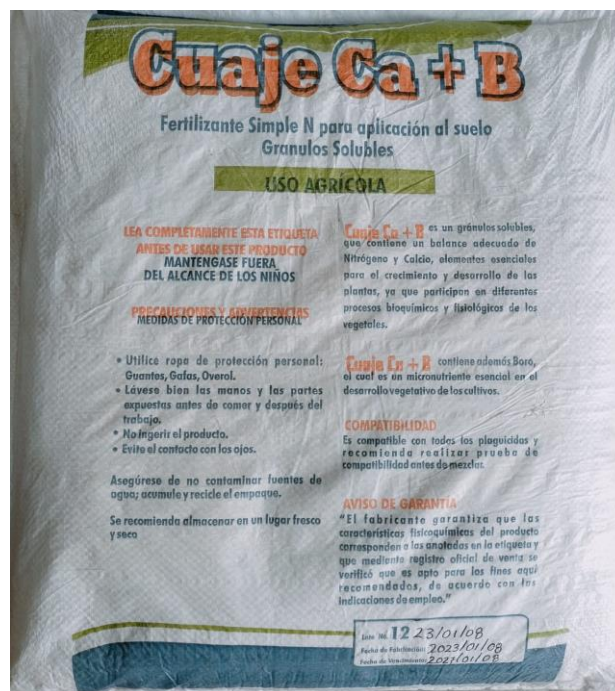 Cuaje Ca + B
Fertilizante Simple N para aplicación al suelo
Granulos Solubles
USO AGRÍCOLA
LEA COMPLETAMENTE ESTA ETIQUETA
ANTES DE USAR ESTE PRODUCTO
MANTENGASE FUERA
DEL ALCANCE DE LOS NIÑOS
PRECAUCIONES Y ADVERTENCIAS
MEDIDAS DE PROTECCIÓN PERSONAL
• Utilice ropa de protección personal:
Guantes, Gafas, Overol.
• Lávese bien las manos y las partes
expuestas antes de comer y después del
trabajo.
• No Ingerir el producto.
• Evite el contacto con los ojos.
Asegúrese de no contaminar fuentes de
agua; acumule y recicle el empaque.
Se recomienda almacenar en un lugar fresco
y seco
Cuaje Ca + B es un gránulos solubles,
que contiene un balance adecuado de
Nitrógeno y Calcio, elementos esenciales
para el crecimiento y desarrollo de las
plantas, ya que participan en diferentes
procesos bioquímicos y fisiológicos de los
vegetales.
Cuaje Ca + B contiene además Boro,
el cual es un micronutriente esencial en el
desarrollo vegetativo de los cultivos.
COMPATIBILIDAD
Es compatible con todos los plaguicidas y
recomienda realizar prueba de
compatibilidad antes de mezclar.
AVISO DE GARANTÍA
"El fabricante garantiza que las
características fisicoquímicas del producto
corresponden a las anotadas en la etiqueta y
que mediante registro oficial de venta se
verificó que es apto para los fines aquí
recomendados, de acuerdo con las
indicaciones de empleo."
Lote No. 12 23/01/08
Fecha de Fabricación: 2023/01/08
Fecha de Vencimiento: 2027/01/08